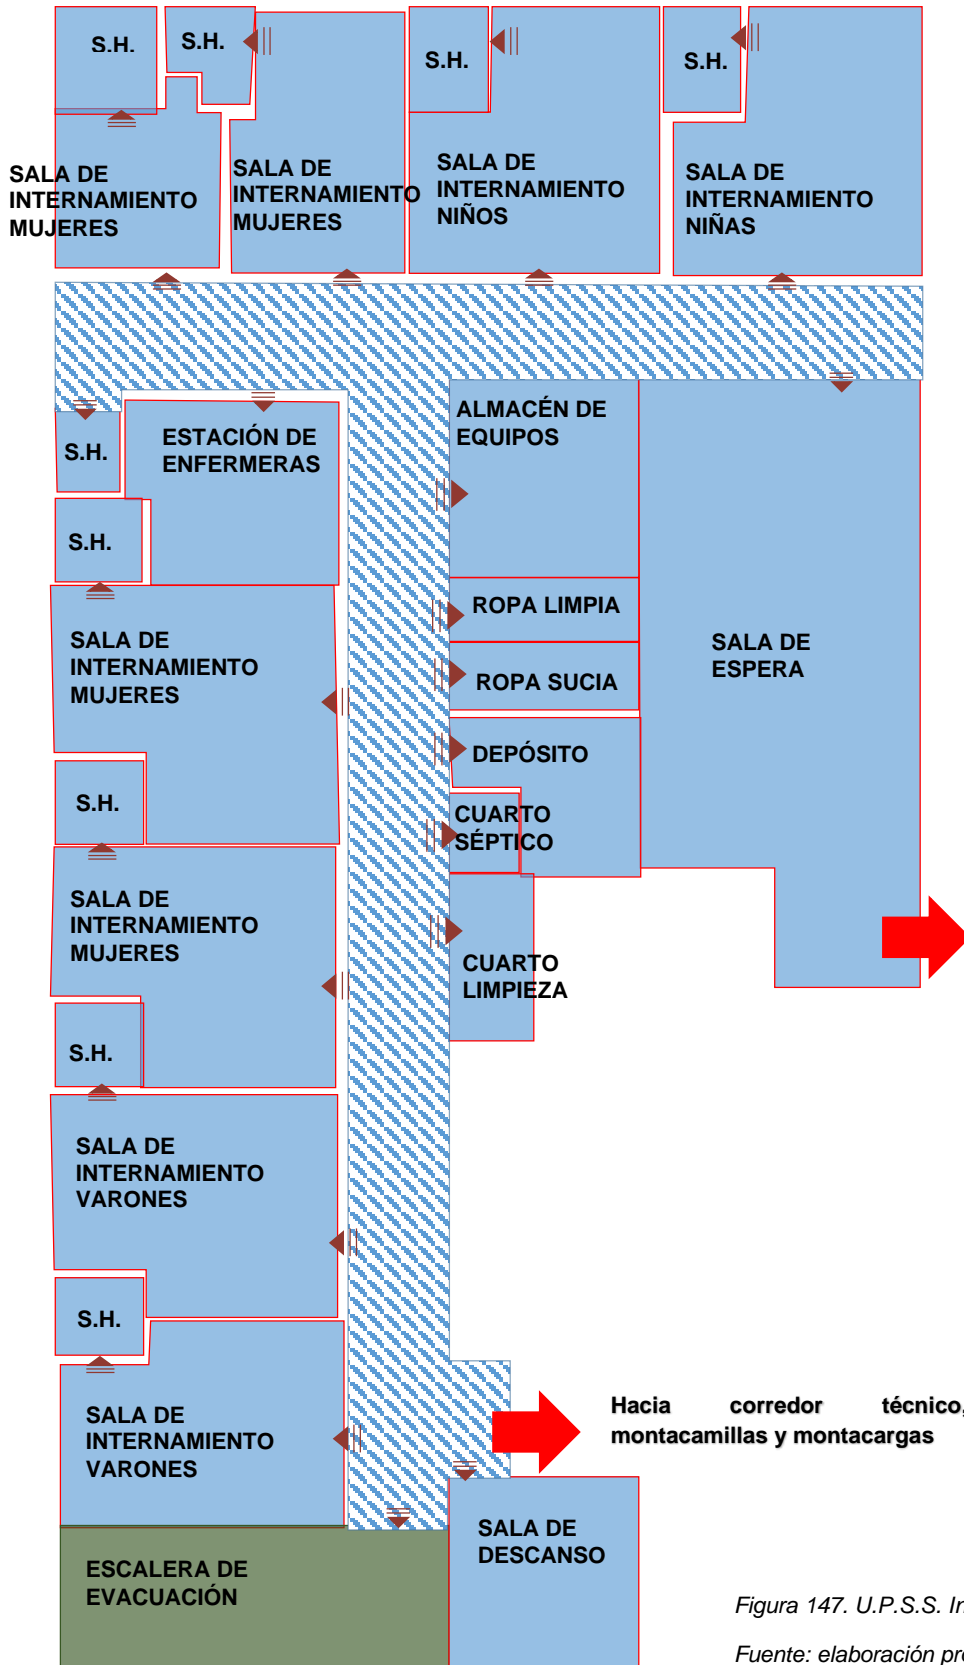 S.H.
S.H.
S.H.
S.H.
SALA DE
INTERNAMIENTO
MUJERES
SALA DE
INTERNAMIENTO
MUJERES
SALA DE
INTERNAMIENTO
NIÑOS
SALA DE
INTERNAMIENTO
NIÑAS
S.H.
ESTACIÓN DE
ENFERMERAS
ALMACÉN DE
EQUIPOS
S.H.
ROPA LIMPIA
SALA DE
INTERNAMIENTO
MUJERES
ROPA SUCIA
SALA DE
ESPERA
DEPÓSITO
S.H.
CUARTO
SÉPTICO
SALA DE
INTERNAMIENTO
MUJERES
CUARTO
LIMPIEZA
S.H.
SALA DE
INTERNAMIENTO
VARONES
S.H.
SALA DE
INTERNAMIENTO
VARONES
Hacia corredor técnico,
montacamillas y montacargas
SALA DE
DESCANSO
ESCALERA DE
EVACUACIÓN
Figura 147. U.P.S.S.
Fuente: elaboración